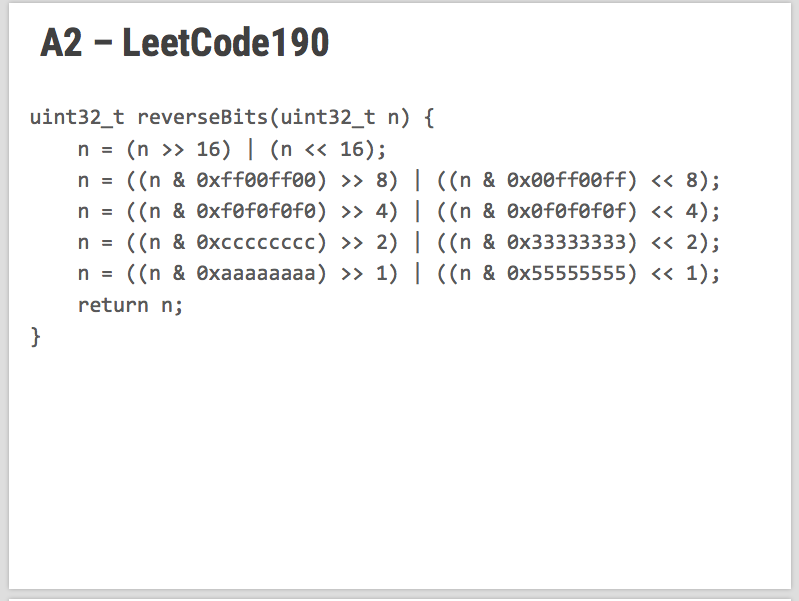 A2 – LeetCode190
uint32_t reverseBits(uint32_t n) {
    n = (n >> 16) | (n << 16);
    n = ((n & 0xff00ff00) >> 8) | ((n & 0x00ff00ff) << 8);
    n = ((n & 0xf0f0f0f0) >> 4) | ((n & 0x0f0f0f0f) << 4);
    n = ((n & 0xcccccccc) >> 2) | ((n & 0x33333333) << 2);
    n = ((n & 0xaaaaaaaa) >> 1) | ((n & 0x55555555) << 1);
    return n;
}